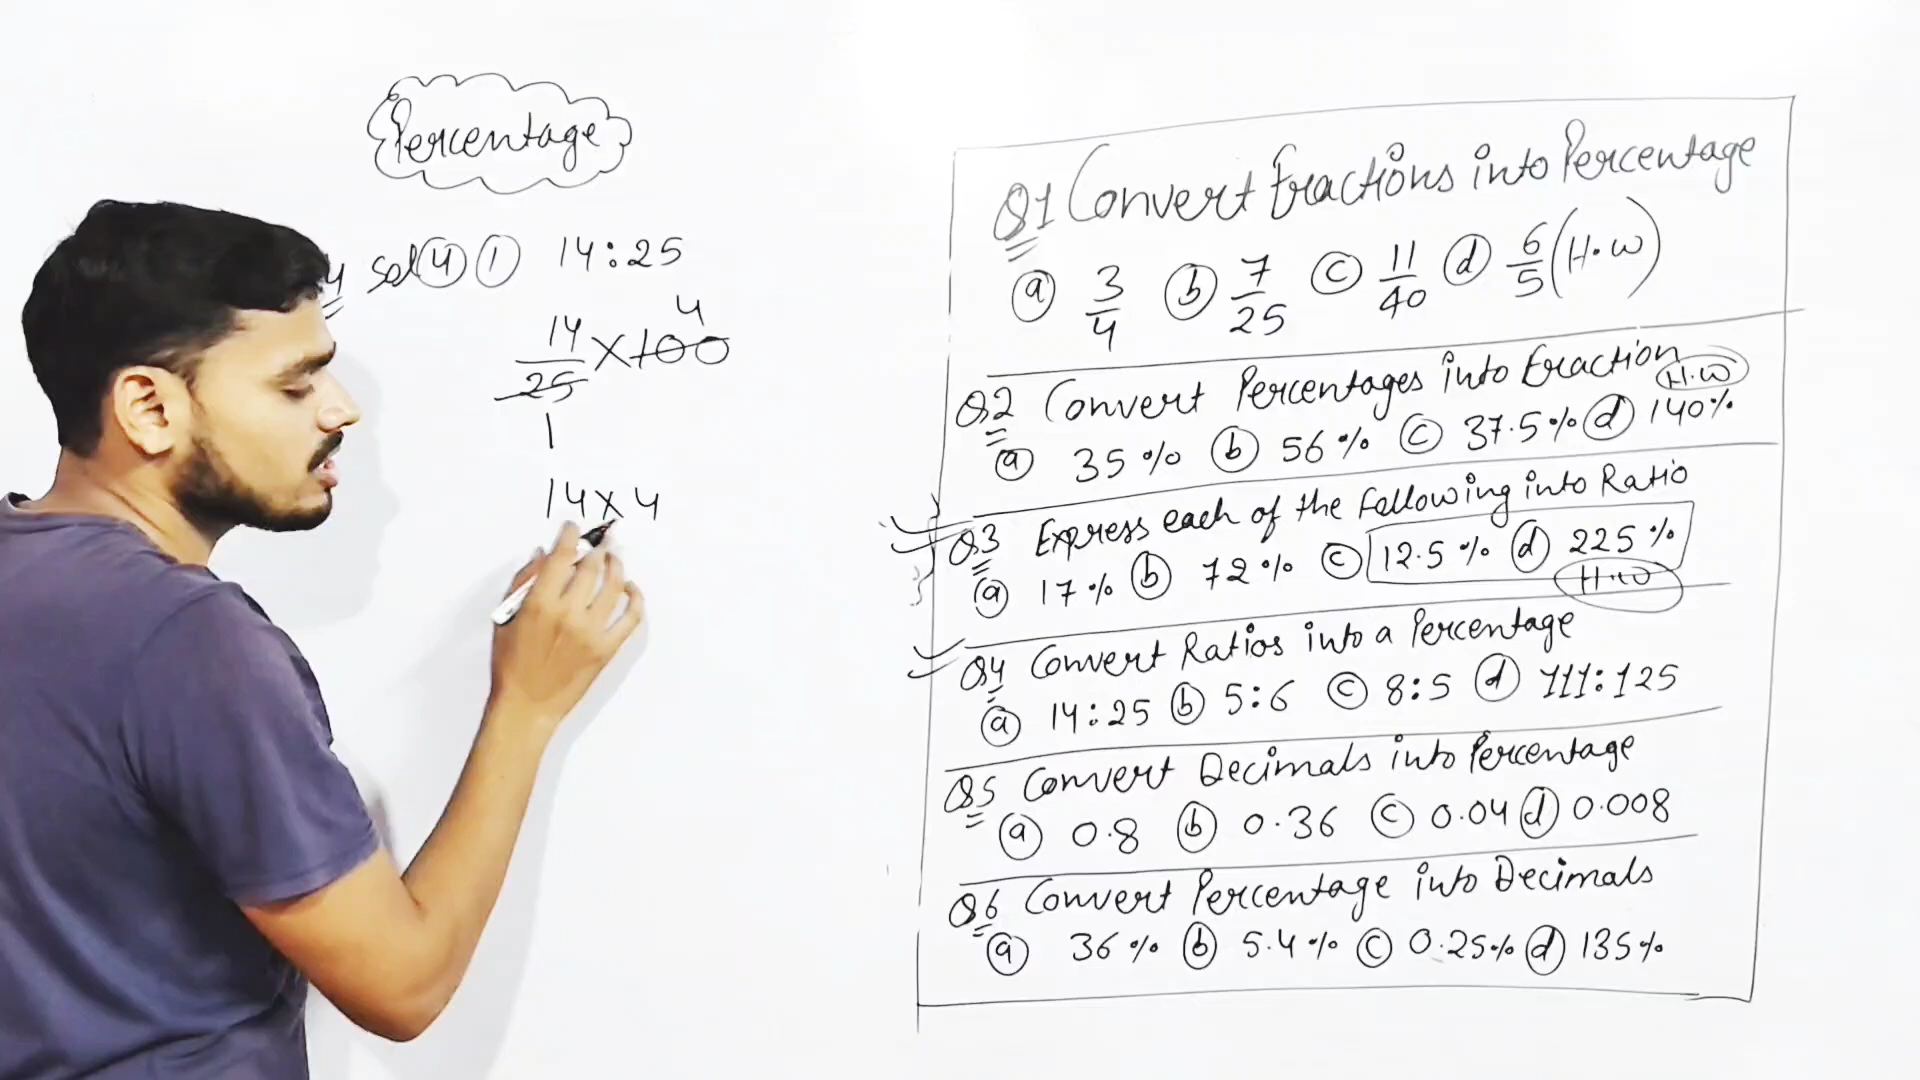 Percentage
4 Sol 4 1 14:25
14/25 × 100 4
1
14 × 4
Q1 Convert Fractions into Percentage
a 3/4 b 7/25 c 11/40 d 6/5 (H.W)
Q2 Convert Percentages into Fraction H.W
a 35% b 56% c 37.5% d 140%
Q3 Express each of the Following into Ratio
a 17% b 72% c 12.5% d 225%
H.W
Q4 Convert Ratios into a Percentage
a 14:25 b 5:6 c 8:5 d 111:125
Q5 Convert Decimals into Percentage
a 0.8 b 0.36 c 0.04 d 0.008
Q6 Convert Percentage into Decimals
a 36% b 5.4% c 0.25% d 135%